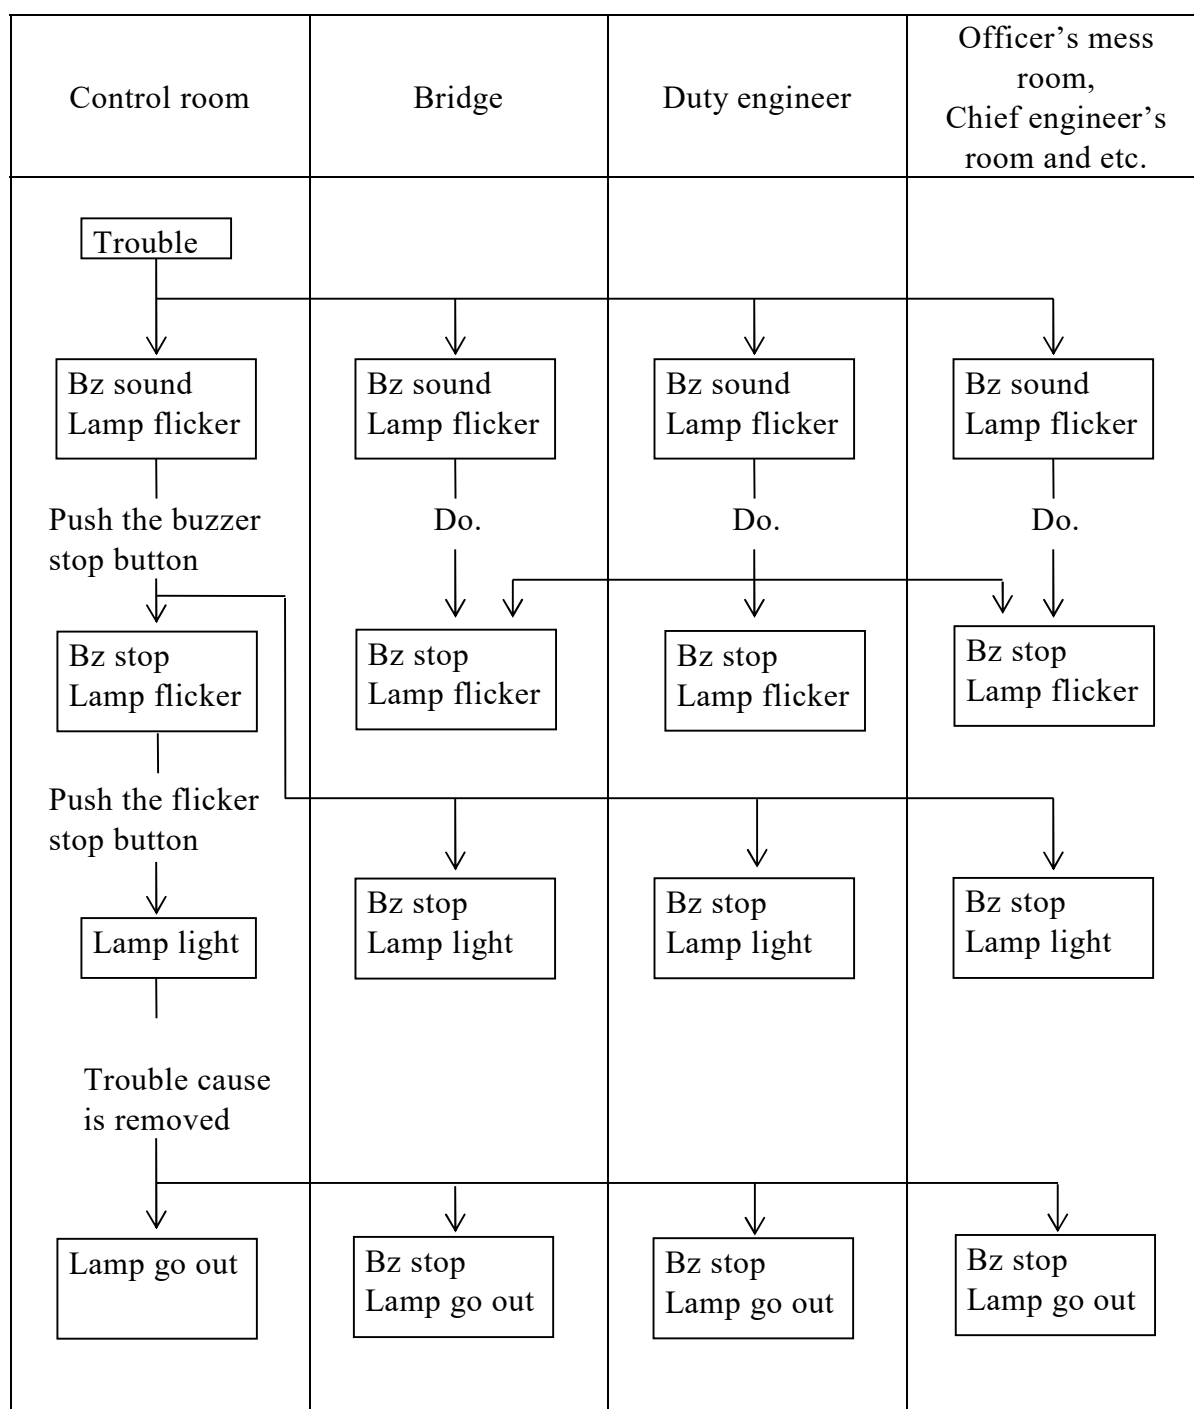 Control room
Bridge
Duty engineer
Officer’s mess
room,
Chief engineer’s
room and etc.
Trouble
Bz sound
Lamp flicker
Bz sound
Lamp flicker
Bz sound
Lamp flicker
Bz sound
Lamp flicker
Push the buzzer
stop button
Do.
Do.
Do.
Bz stop
Lamp flicker
Bz stop
Lamp flicker
Bz stop
Lamp flicker
Bz stop
Lamp flicker
Push the flicker
stop button
Lamp light
Bz stop
Lamp light
Bz stop
Lamp light
Bz stop
Lamp light
Trouble cause
is removed
Lamp go out
Bz stop
Lamp go out
Bz stop
Lamp go out
Bz stop
Lamp go out